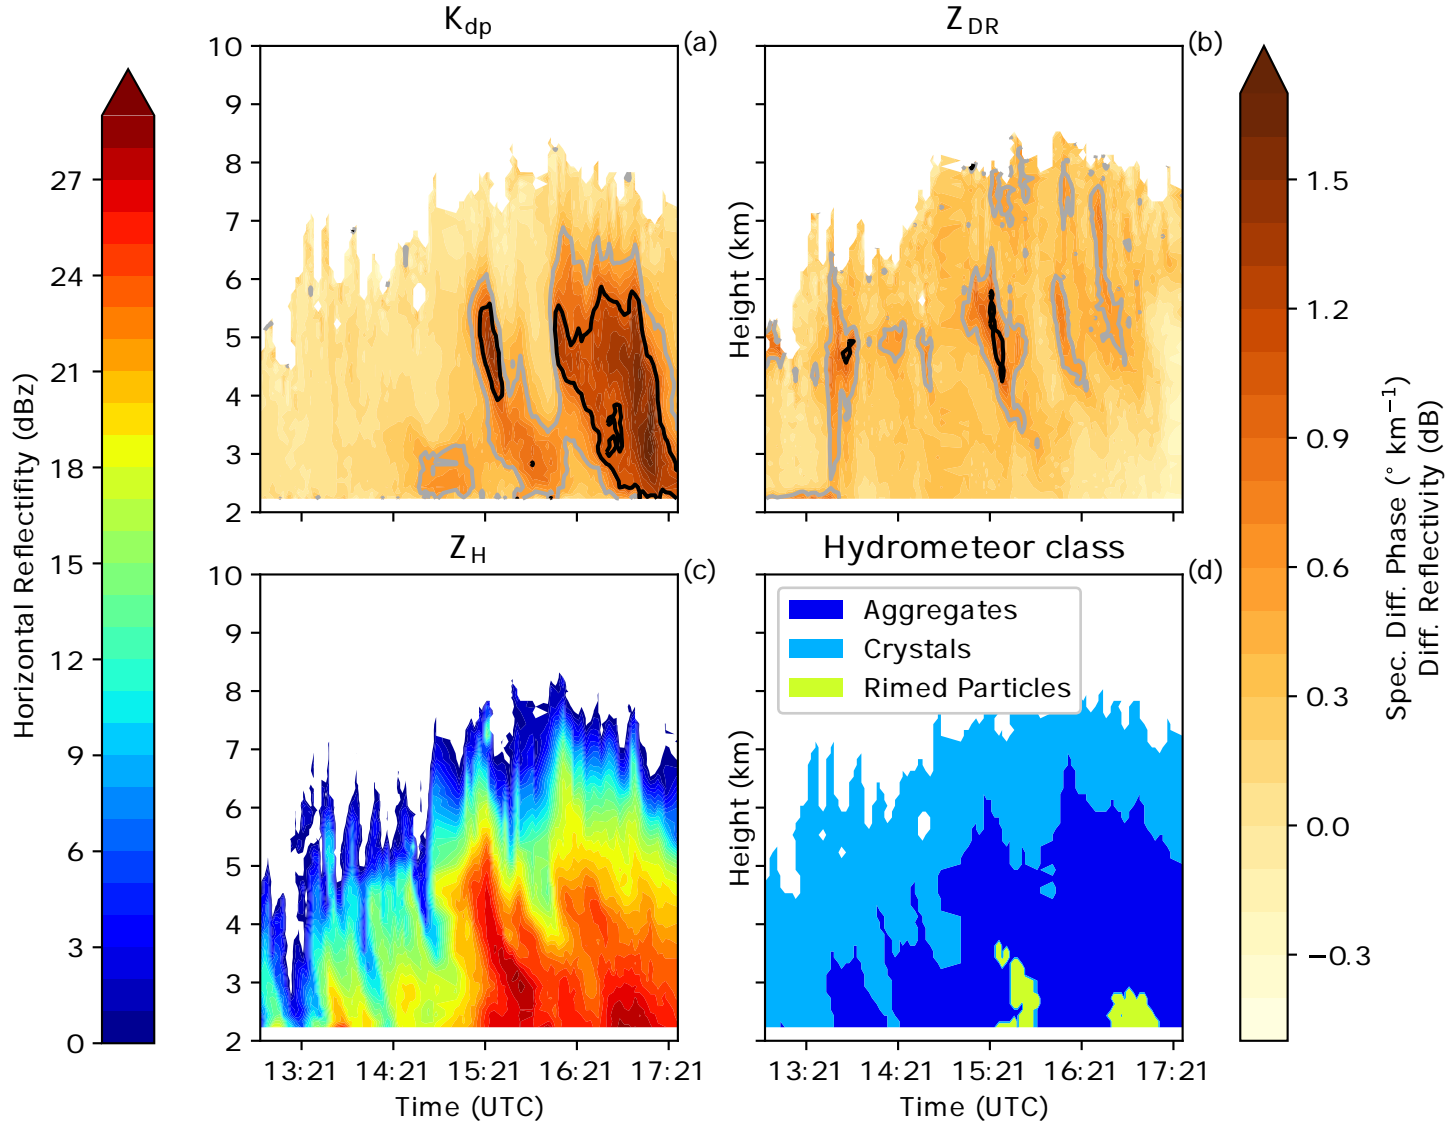 K_dp
Z_DR
(a)
(b)
10
9
8
7
6
5
4
3
2
Height (km)
27
24
21
18
15
12
9
6
3
0
Horizontal Reflectifity (dBz)
1.5
1.2
0.9
0.6
0.3
0.0
−0.3
Spec. Diff. Phase (° km⁻¹)
Diff. Reflectivity (dB)
Z_H
Hydrometeor class
(c)
(d)
10
9
8
7
6
5
4
3
2
Height (km)
Aggregates
Crystals
Rimed Particles
13:21 14:21 15:21 16:21 17:21
Time (UTC)
13:21 14:21 15:21 16:21 17:21
Time (UTC)